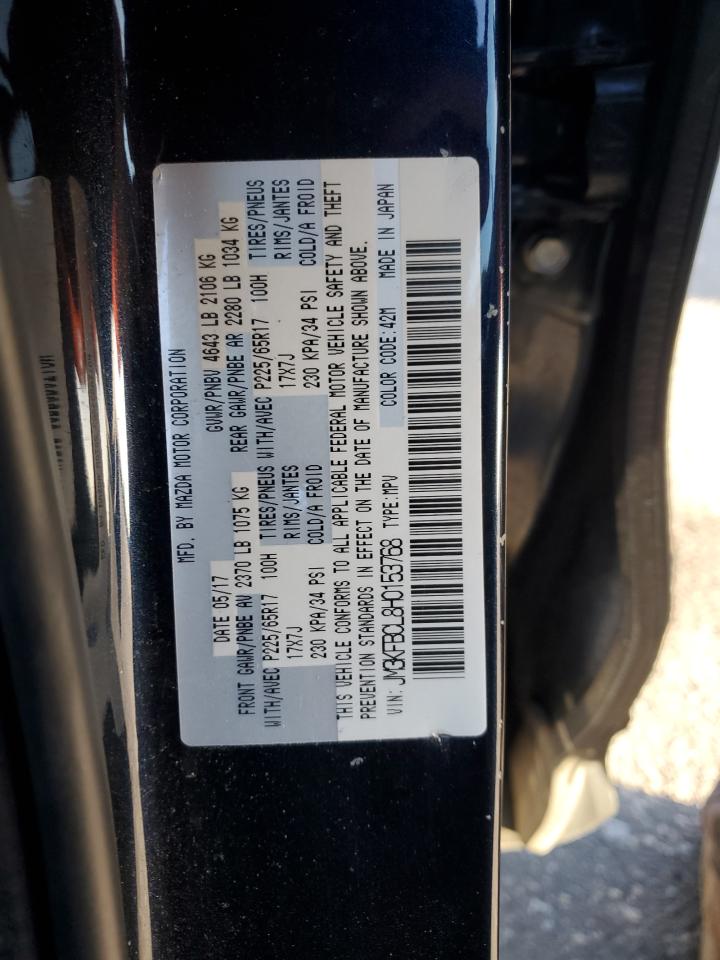 MFD. BY MAZDA MOTOR CORPORATION
DATE 05/17 GVWR/PNBV 4643 LB 2106 KG
FRONT GAWR/PNBE AV 2370 LB 1075 KG REAR GAWR/PNBE AR 2280 LB 1034 KG
WITH/AVEC P225/65R17 100H TIRES/PNEUS WITH/AVEC P225/65R17 100H TIRES/PNEUS
17X7J RIMS/JANTES 17X7J RIMS/JANTES
230 KPA/34 PSI COLD/A FROID 230 KPA/34 PSI COLD/A FROID
THIS VEHICLE CONFORMS TO ALL APPLICABLE FEDERAL MOTOR VEHICLE SAFETY AND THEFT
PREVENTION STANDARDS IN EFFECT ON THE DATE OF MANUFACTURE SHOWN ABOVE.
VIN: JM3KFBCL8H0153768 TYPE: MPV COLOR CODE: 42M MADE IN JAPAN